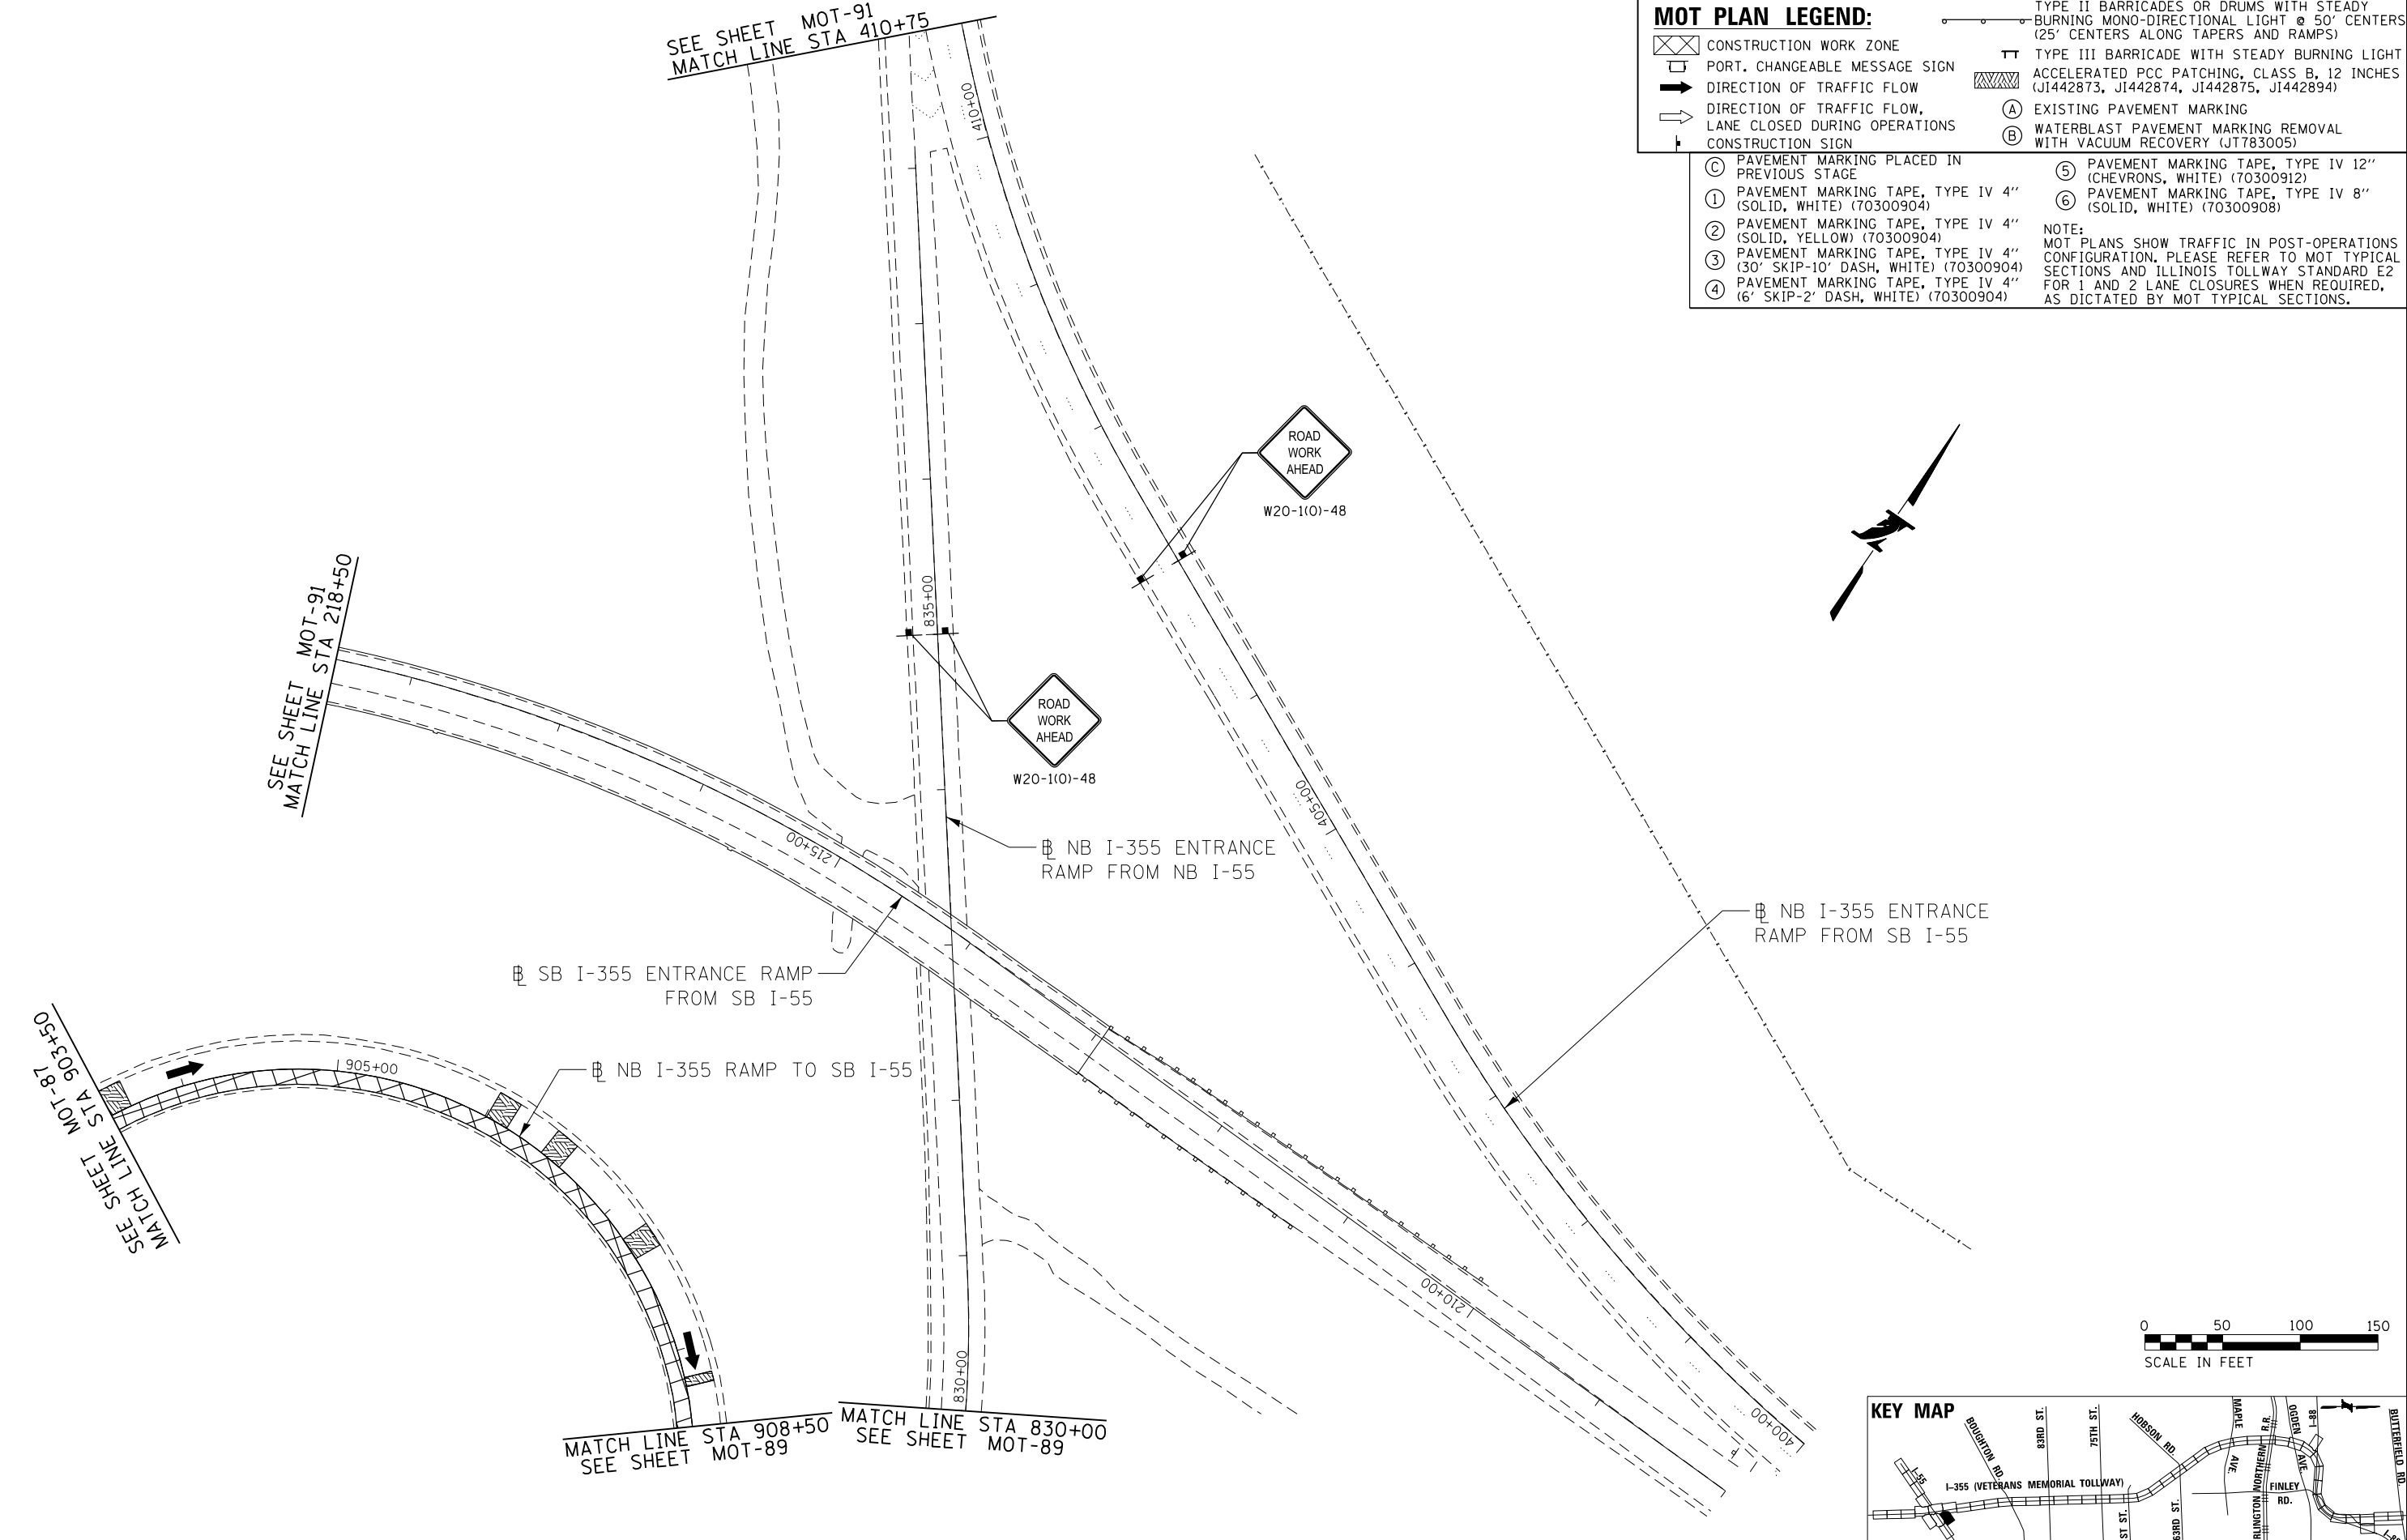 SEE SHEET MOT-91
MATCH LINE STA 410+75
410+00
MOT PLAN LEGEND:
CONSTRUCTION WORK ZONE
PORT. CHANGEABLE MESSAGE SIGN
DIRECTION OF TRAFFIC FLOW
DIRECTION OF TRAFFIC FLOW,
LANE CLOSED DURING OPERATIONS
CONSTRUCTION SIGN
TYPE II BARRICADES OR DRUMS WITH STEADY
BURNING MONO-DIRECTIONAL LIGHT @ 50' CENTERS
(25' CENTERS ALONG TAPERS AND RAMPS)
TYPE III BARRICADE WITH STEADY BURNING LIGHT
ACCELERATED PCC PATCHING, CLASS B, 12 INCHES
(JI442873, JI442874, JI442875, JI442894)
A EXISTING PAVEMENT MARKING
B WATERBLAST PAVEMENT MARKING REMOVAL
WITH VACUUM RECOVERY (JT783005)
C PAVEMENT MARKING PLACED IN
PREVIOUS STAGE
1 PAVEMENT MARKING TAPE, TYPE IV 4''
(SOLID, WHITE) (70300904)
2 PAVEMENT MARKING TAPE, TYPE IV 4''
(SOLID, YELLOW) (70300904)
3 PAVEMENT MARKING TAPE, TYPE IV 4''
(30' SKIP-10' DASH, WHITE) (70300904)
4 PAVEMENT MARKING TAPE, TYPE IV 4''
(6' SKIP-2' DASH, WHITE) (70300904)
5 PAVEMENT MARKING TAPE, TYPE IV 12''
(CHEVRONS, WHITE) (70300912)
6 PAVEMENT MARKING TAPE, TYPE IV 8''
(SOLID, WHITE) (70300908)
NOTE:
MOT PLANS SHOW TRAFFIC IN POST-OPERATIONS
CONFIGURATION. PLEASE REFER TO MOT TYPICAL
SECTIONS AND ILLINOIS TOLLWAY STANDARD E2
FOR 1 AND 2 LANE CLOSURES WHEN REQUIRED,
AS DICTATED BY MOT TYPICAL SECTIONS.
ROAD
WORK
AHEAD
W20-1(O)-48
835+00
SEE SHEET MOT-91
MATCH LINE STA 218+50
ROAD
WORK
AHEAD
W20-1(O)-48
405+00
215+00
BL NB I-355 ENTRANCE
RAMP FROM NB I-55
BL NB I-355 ENTRANCE
RAMP FROM SB I-55
BL SB I-355 ENTRANCE RAMP
FROM SB I-55
SEE SHEET MOT-87
MATCH LINE STA 903+50
905+00
BL NB I-355 RAMP TO SB I-55
210+00
830+00
400+00
MATCH LINE STA 908+50
SEE SHEET MOT-89
MATCH LINE STA 830+00
SEE SHEET MOT-89
0 50 100 150
SCALE IN FEET
KEY MAP
I-55
BOUGHTON RD.
83RD ST.
75TH ST.
HOBSON RD.
MAPLE AVE.
R.R.
OGDEN AVE.
I-88
BUTTERFIELD RD.
I-355 (VETERANS MEMORIAL TOLLWAY)
63RD ST.
NORTHERN
FINLEY
RD.